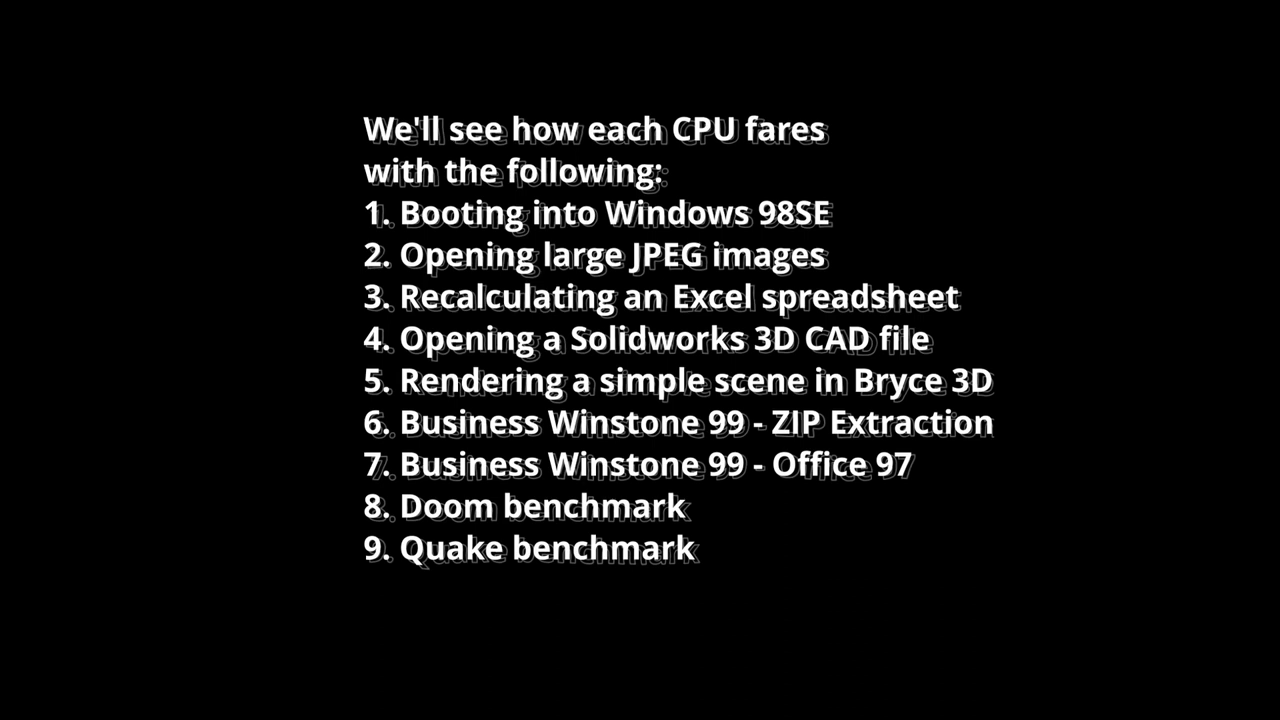 We'll see how each CPU fares
with the following:
1. Booting into Windows 98SE
2. Opening large JPEG images
3. Recalculating an Excel spreadsheet
4. Opening a Solidworks 3D CAD file
5. Rendering a simple scene in Bryce 3D
6. Business Winstone 99 - ZIP Extraction
7. Business Winstone 99 - Office 97
8. Doom benchmark
9. Quake benchmark